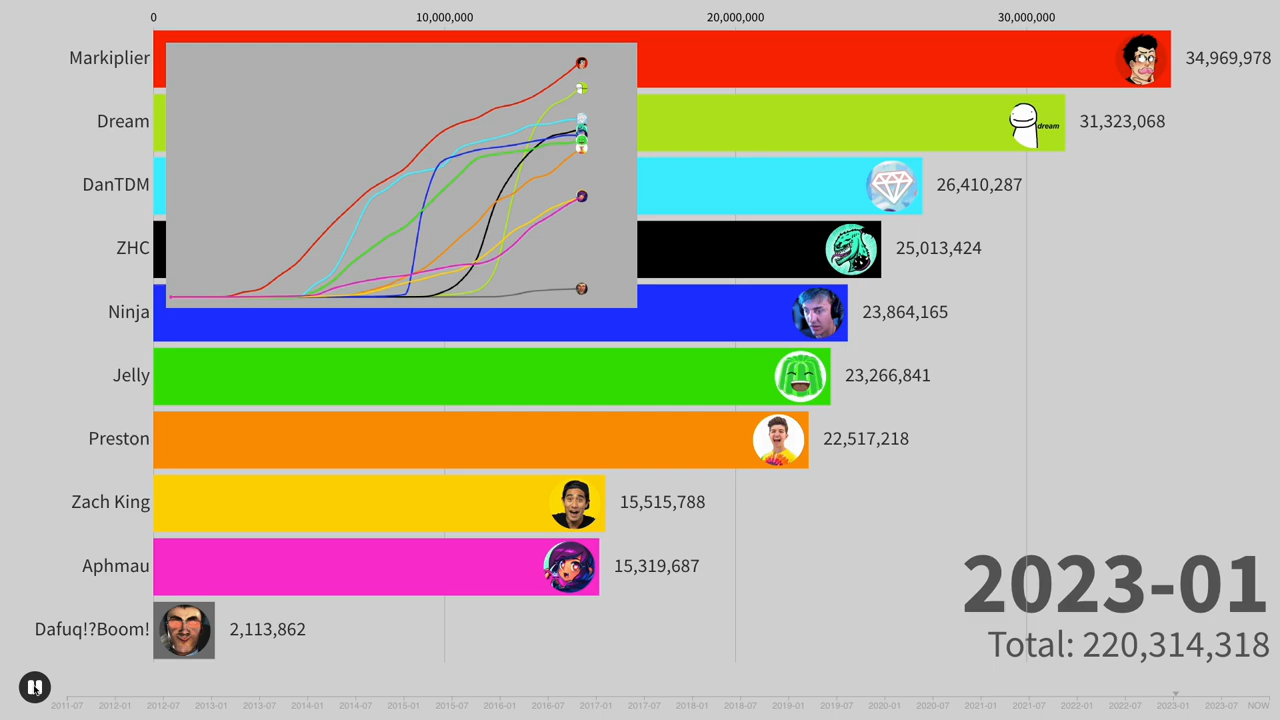 0 10,000,000 20,000,000 30,000,000
Markiplier 34,969,978
Dream dream 31,323,068
DanTDM 26,410,287
ZHC 25,013,424
Ninja 23,864,165
Jelly 23,266,841
Preston 22,517,218
Zach King 15,515,788
Aphmau 15,319,687
Dafuq!?Boom! 2,113,862
2023-01
Total: 220,314,318
2011-07 2012-01 2012-07 2013-01 2013-07 2014-01 2014-07 2015-01 2015-07 2016-01 2016-07 2017-01 2017-07 2018-01 2018-07 2019-01 2019-07 2020-01 2020-07 2021-01 2021-07 2022-01 2022-07 2023-01 2023-07 NOW